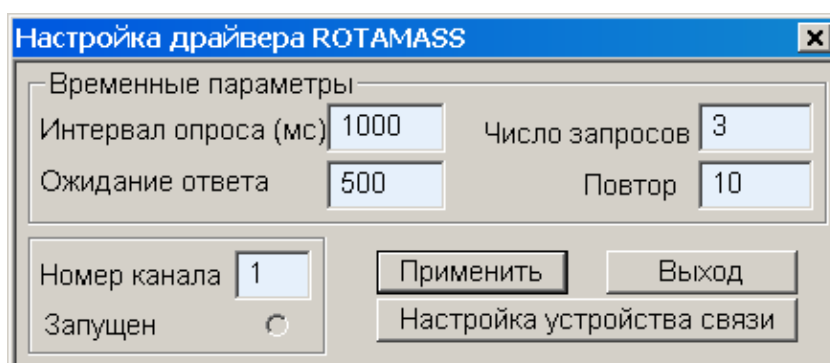 Настройка драйвера ROTAMASS
Временные параметры
Интервал опроса (мс) 1000 Число запросов 3
Ожидание ответа 500 Повтор 10
Номер канала 1 Применить Выход
Запущен Настройка устройства связи